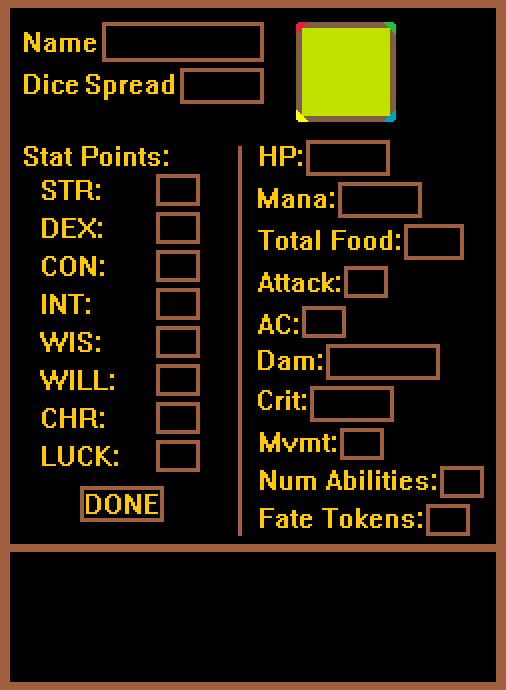 Name
Dice Spread
Stat Points:
STR:
DEX:
CON:
INT:
WIS:
WILL:
CHR:
LUCK:
DONE
HP:
Mana:
Total Food:
Attack:
AC:
Dam:
Crit:
Mvmt:
Num Abilities:
Fate Tokens: